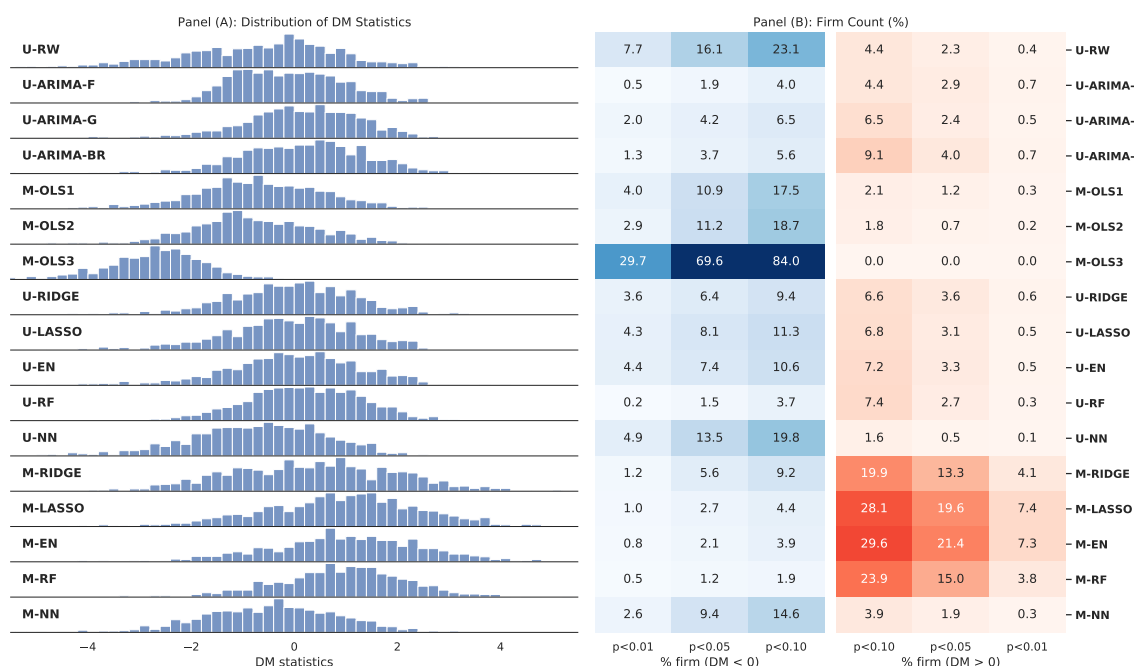 Panel (A): Distribution of DM Statistics
Panel (B): Firm Count (%)
U-RW 7.7 16.1 23.1 4.4 2.3 0.4 U-RW
U-ARIMA-F 0.5 1.9 4.0 4.4 2.9 0.7 U-ARIMA-
U-ARIMA-G 2.0 4.2 6.5 6.5 2.4 0.5 U-ARIMA-
U-ARIMA-BR 1.3 3.7 5.6 9.1 4.0 0.7 U-ARIMA-
M-OLS1 4.0 10.9 17.5 2.1 1.2 0.3 M-OLS1
M-OLS2 2.9 11.2 18.7 1.8 0.7 0.2 M-OLS2
M-OLS3 29.7 69.6 84.0 0.0 0.0 0.0 M-OLS3
U-RIDGE 3.6 6.4 9.4 6.6 3.6 0.6 U-RIDGE
U-LASSO 4.3 8.1 11.3 6.8 3.1 0.5 U-LASSO
U-EN 4.4 7.4 10.6 7.2 3.3 0.5 U-EN
U-RF 0.2 1.5 3.7 7.4 2.7 0.3 U-RF
U-NN 4.9 13.5 19.8 1.6 0.5 0.1 U-NN
M-RIDGE 1.2 5.6 9.2 19.9 13.3 4.1 M-RIDGE
M-LASSO 1.0 2.7 4.4 28.1 19.6 7.4 M-LASSO
M-EN 0.8 2.1 3.9 29.6 21.4 7.3 M-EN
M-RF 0.5 1.2 1.9 23.9 15.0 3.8 M-RF
M-NN 2.6 9.4 14.6 3.9 1.9 0.3 M-NN
−4 −2 0 2 4 p<0.01 p<0.05 p<0.10 p<0.10 p<0.05 p<0.01
DM statistics % firm (DM < 0) % firm (DM > 0)